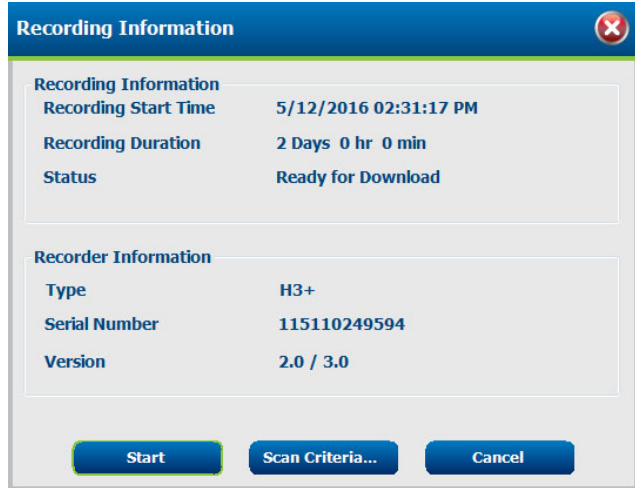 Recording Information
Recording Information
Recording Start Time 5/12/2016 02:31:17 PM
Recording Duration 2 Days 0 hr 0 min
Status Ready for Download
Recorder Information
Type H3+
Serial Number 115110249594
Version 2.0 / 3.0
Start Scan Criteria... Cancel